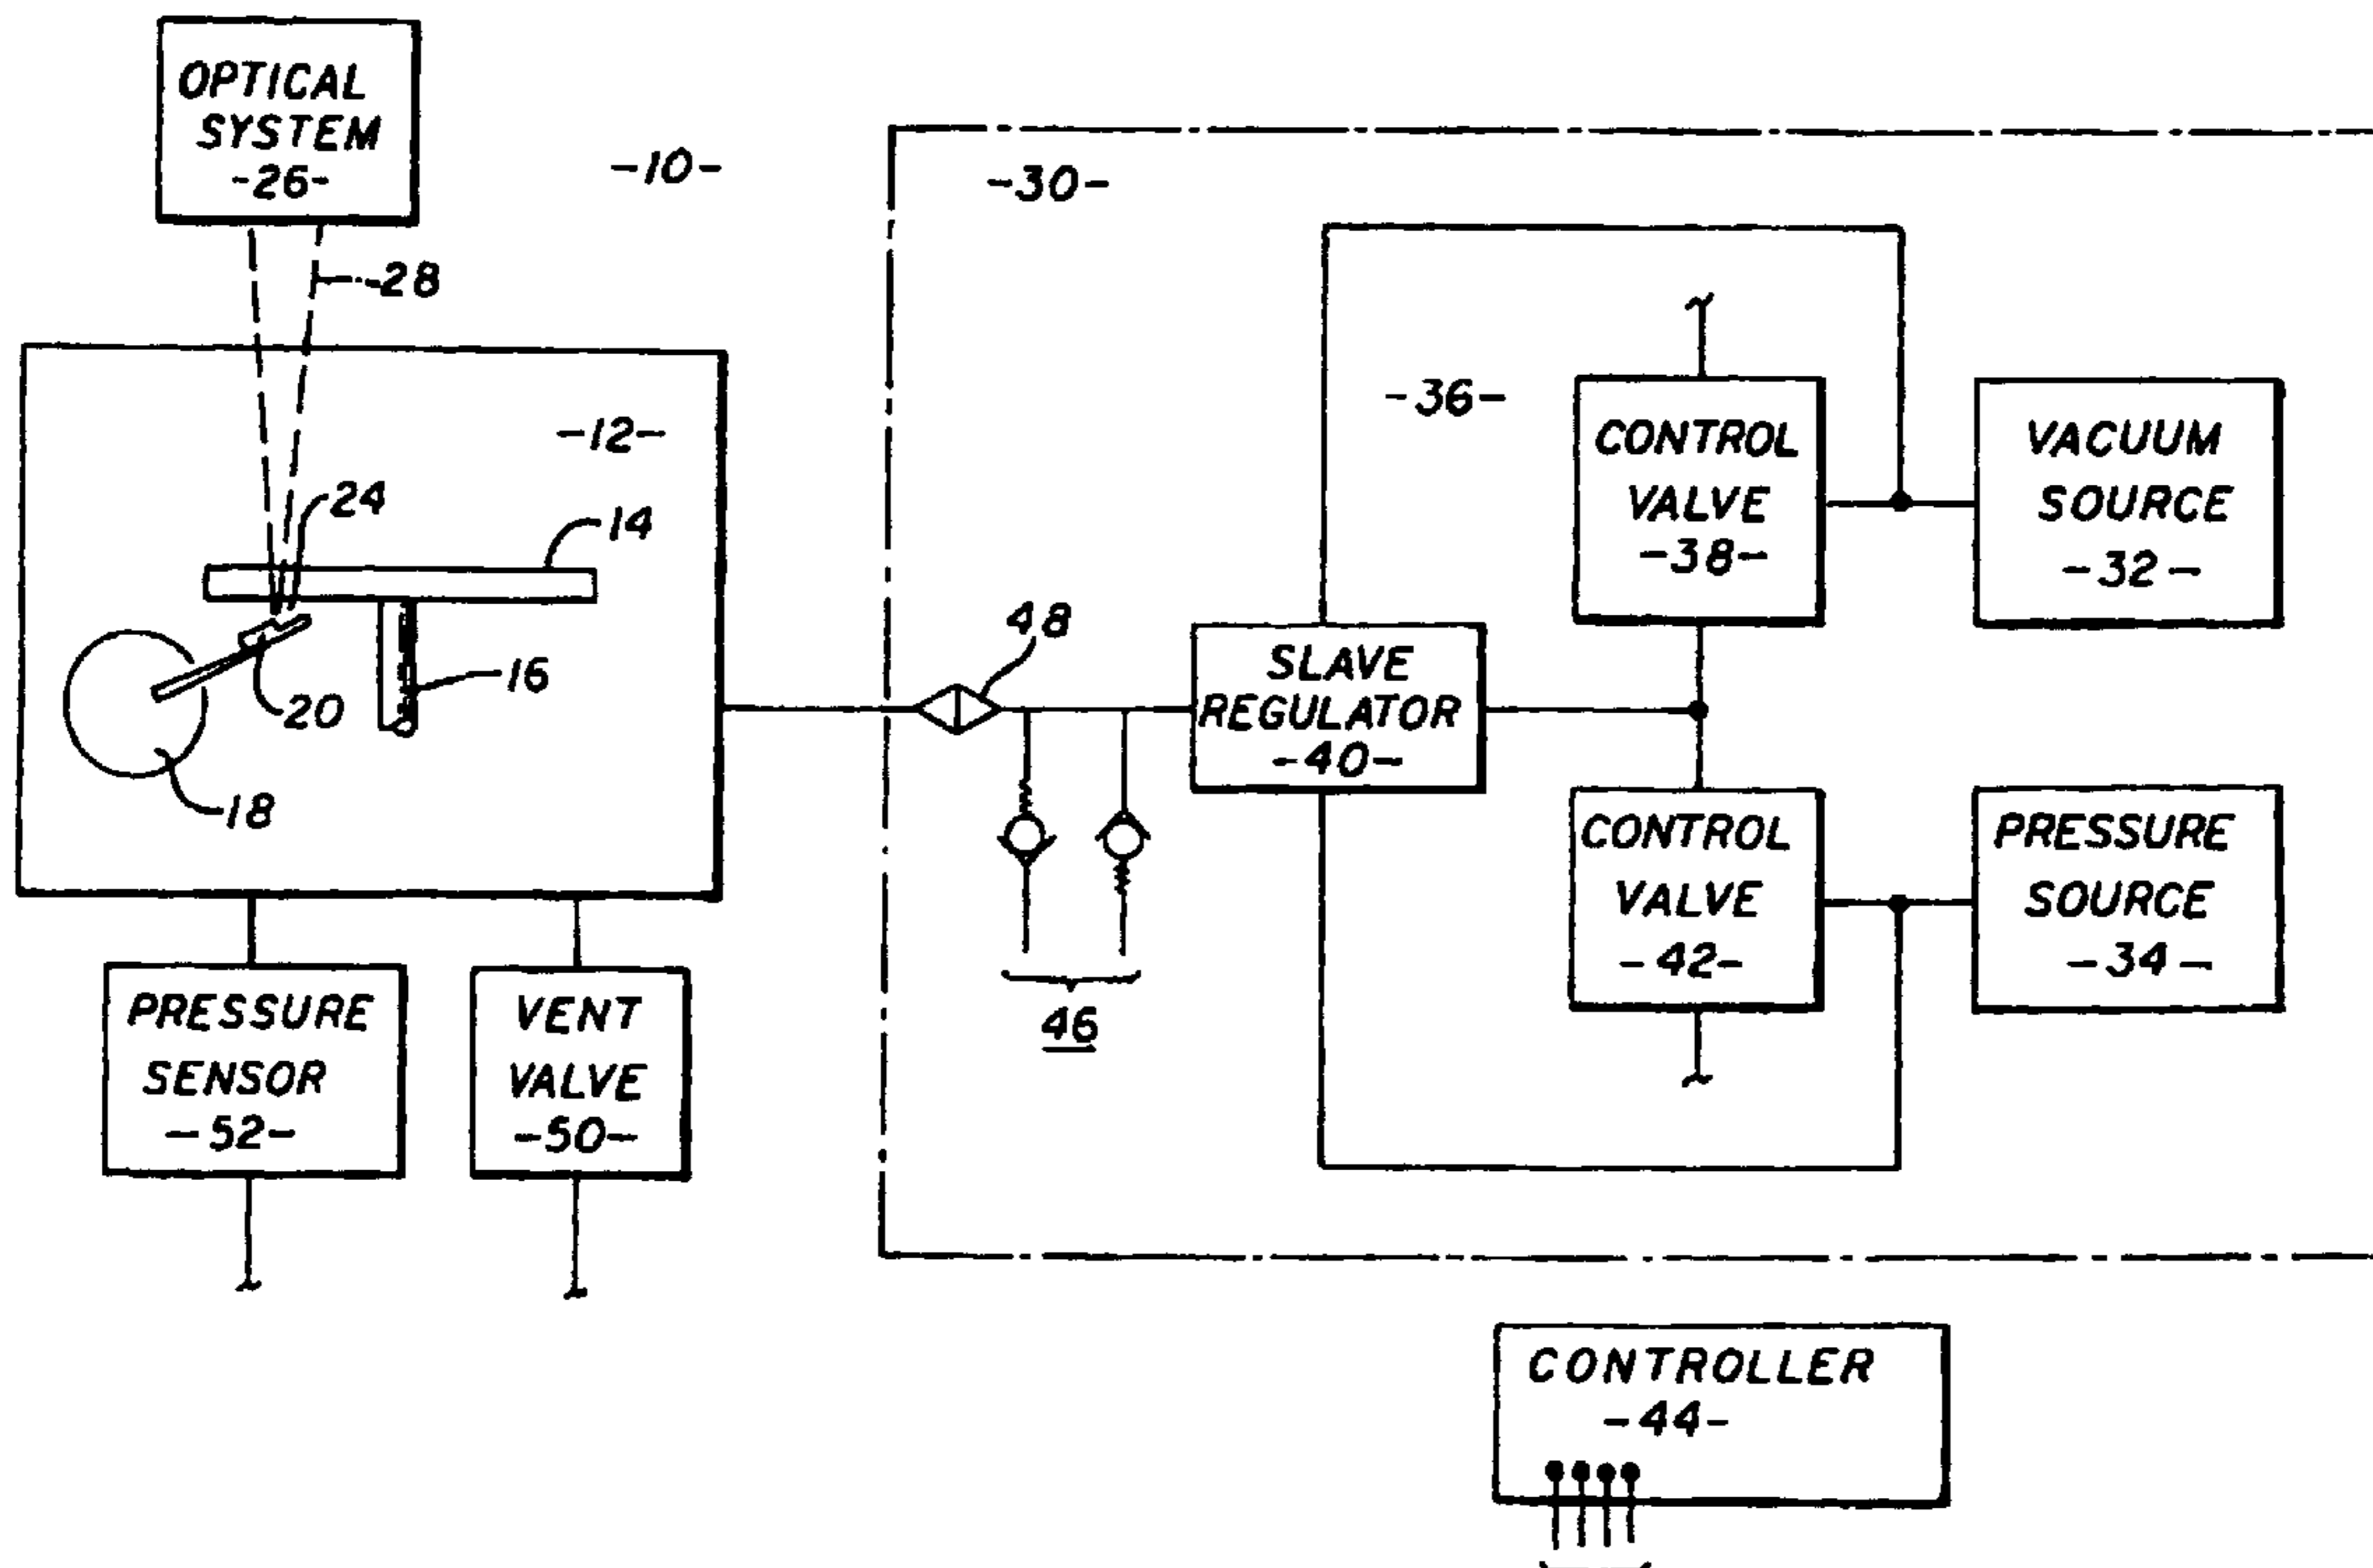 OPTICAL
SYSTEM
-26-
-10-
-30-
-28
-12-
24
14
16
20
18
-36-
CONTROL
VALVE
-38-
VACUUM
SOURCE
-32-
48
SLAVE
REGULATOR
-40-
CONTROL
VALVE
-42-
PRESSURE
SOURCE
-34-
46
PRESSURE
SENSOR
-52-
VENT
VALVE
-50-
CONTROLLER
-44-